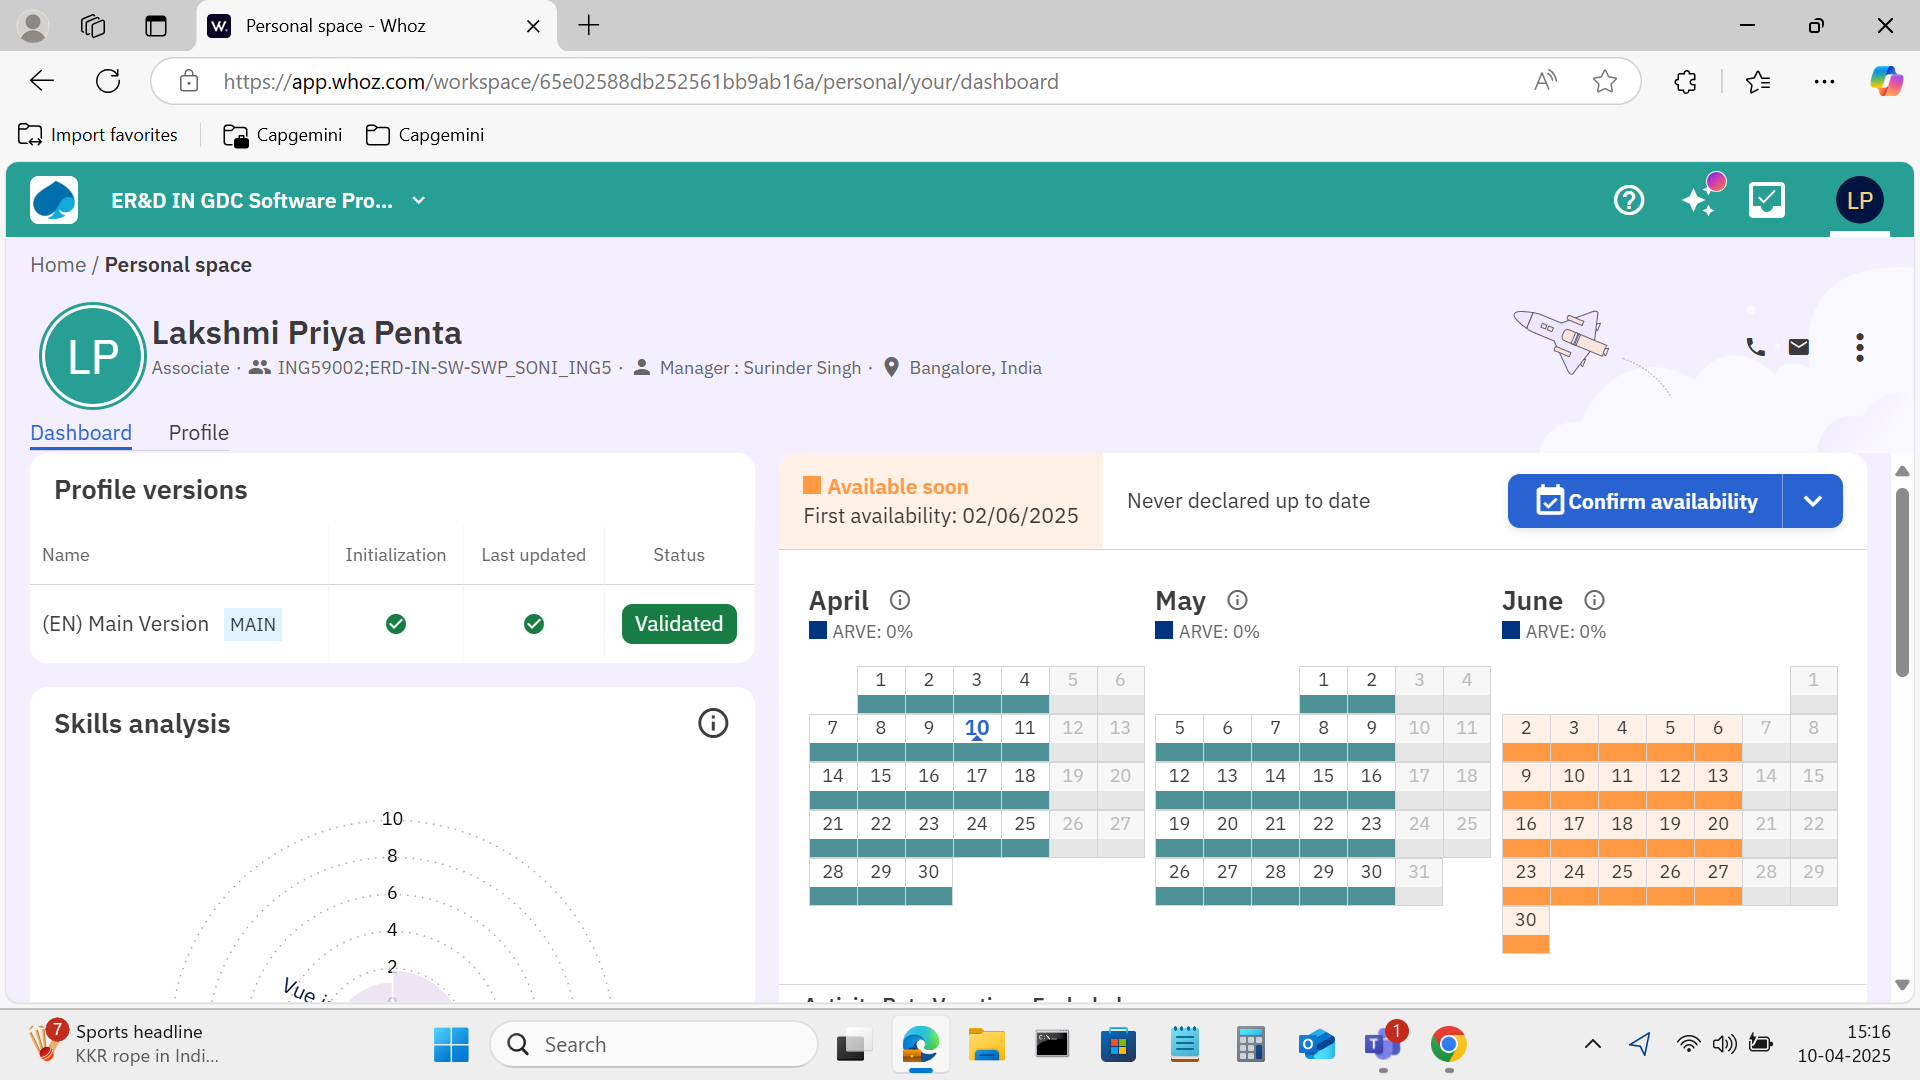 Personal space - Whoz
https://app.whoz.com/workspace/65e02588db252561bb9ab16a/personal/your/dashboard
Import favorites
Capgemini
Capgemini
ER&D IN GDC Software Pro...
LP
Home / Personal space
LP
Lakshmi Priya Penta
Associate · ING59002;ERD-IN-SW-SWP_SONI_ING5 · Manager : Surinder Singh · Bangalore, India
Dashboard Profile
Profile versions
Name Initialization Last updated Status
(EN) Main Version MAIN Validated
Skills analysis
10
8
6
4
2
0
Available soon
First availability: 02/06/2025
Never declared up to date
Confirm availability
April
ARVE: 0%
1 2 3 4 5 6
7 8 9 10 11 12 13
14 15 16 17 18 19 20
21 22 23 24 25 26 27
28 29 30
May
ARVE: 0%
1 2 3 4
5 6 7 8 9 10 11
12 13 14 15 16 17 18
19 20 21 22 23 24 25
26 27 28 29 30 31
June
ARVE: 0%
1
2 3 4 5 6 7 8
9 10 11 12 13 14 15
16 17 18 19 20 21 22
23 24 25 26 27 28 29
30
7
Sports headline
KKR rope in Indi...
Search
1
15:16
10-04-2025